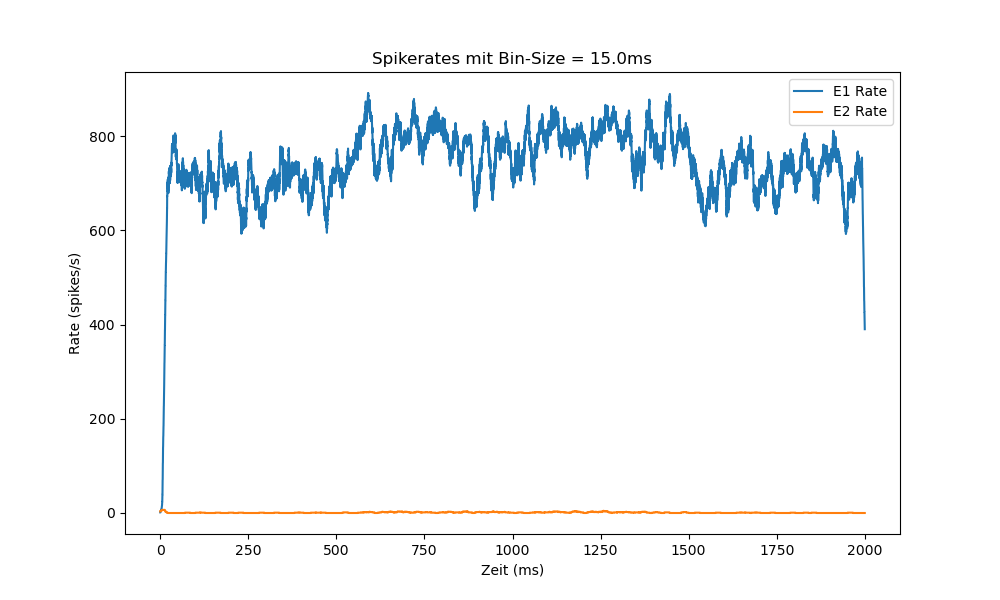 Spikerates mit Bin-Size = 15.0ms
E1 Rate
E2 Rate
Rate (spikes/s)
800
600
400
200
0
0 250 500 750 1000 1250 1500 1750 2000
Zeit (ms)